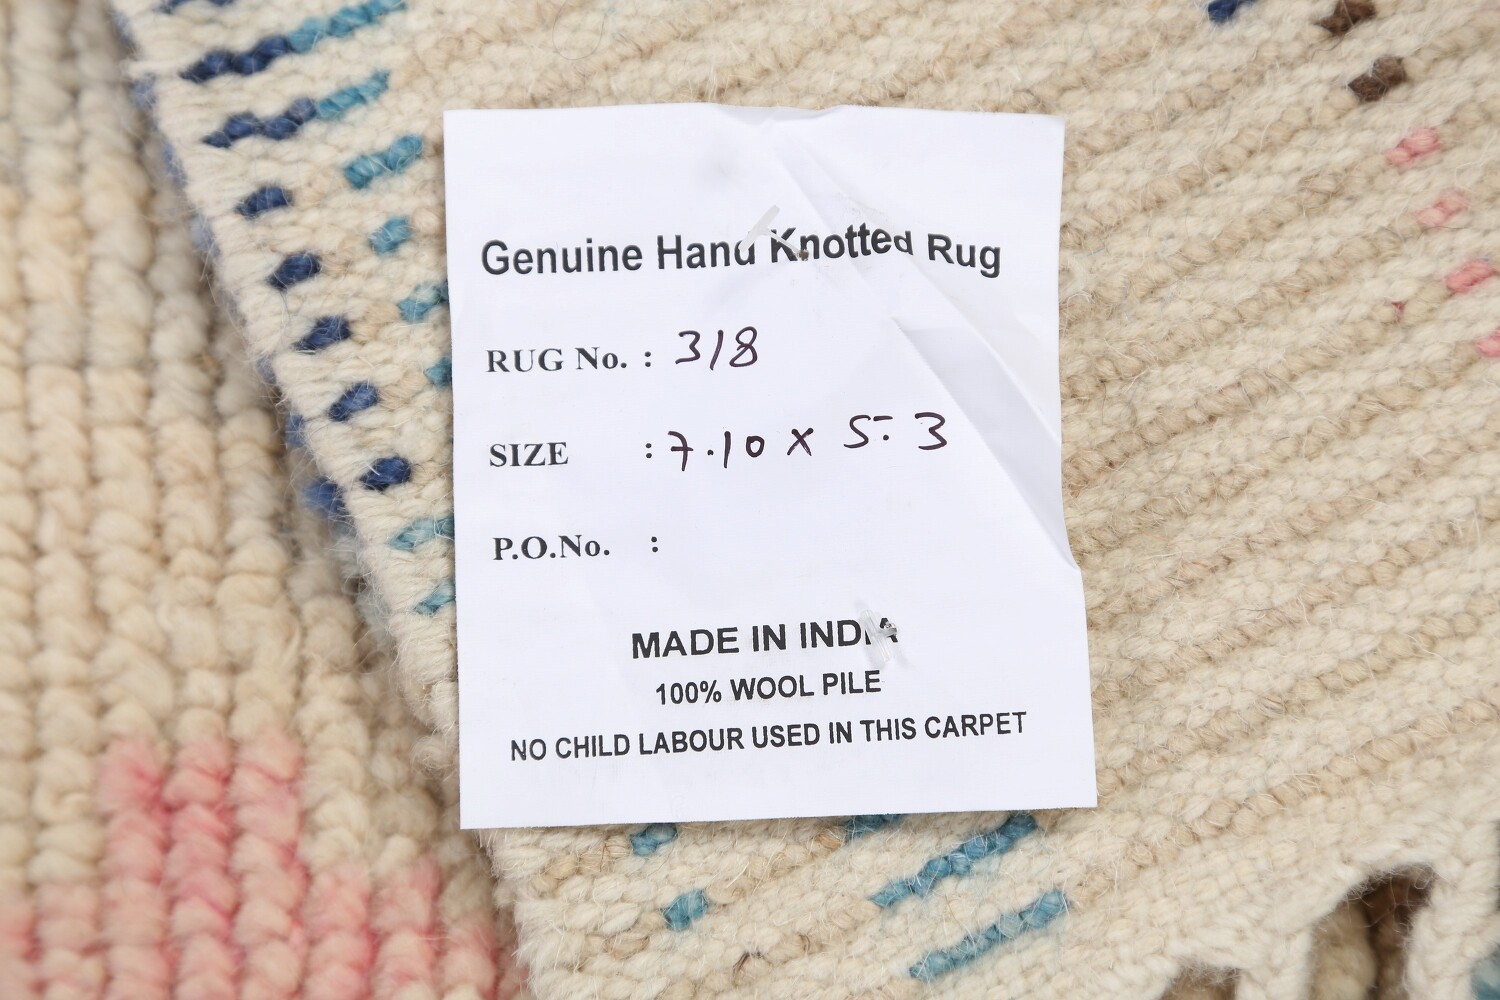 Genuine Hand Knotted Rug
RUG No. : 318
SIZE : 7.10 x 5.3
P.O.No. :
MADE IN INDIA
100% WOOL PILE
NO CHILD LABOUR USED IN THIS CARPET